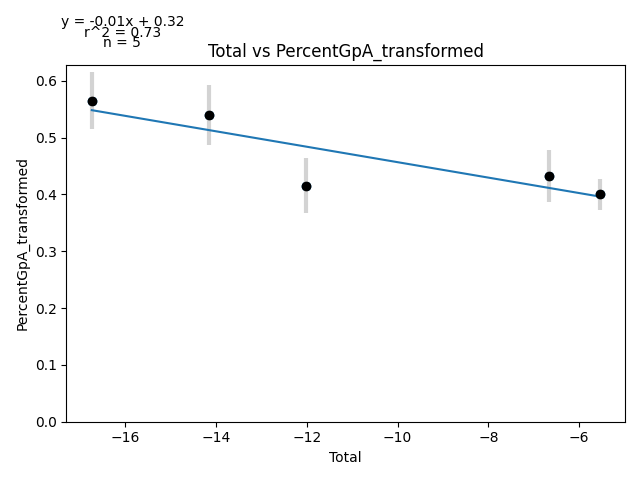 y = -0.01x + 0.32
r^2 = 0.73
n = 5
Total vs PercentGpA_transformed
0.6
0.5
0.4
0.3
0.2
0.1
0.0
PercentGpA_transformed
−16
−14
−12
−10
−8
−6
Total